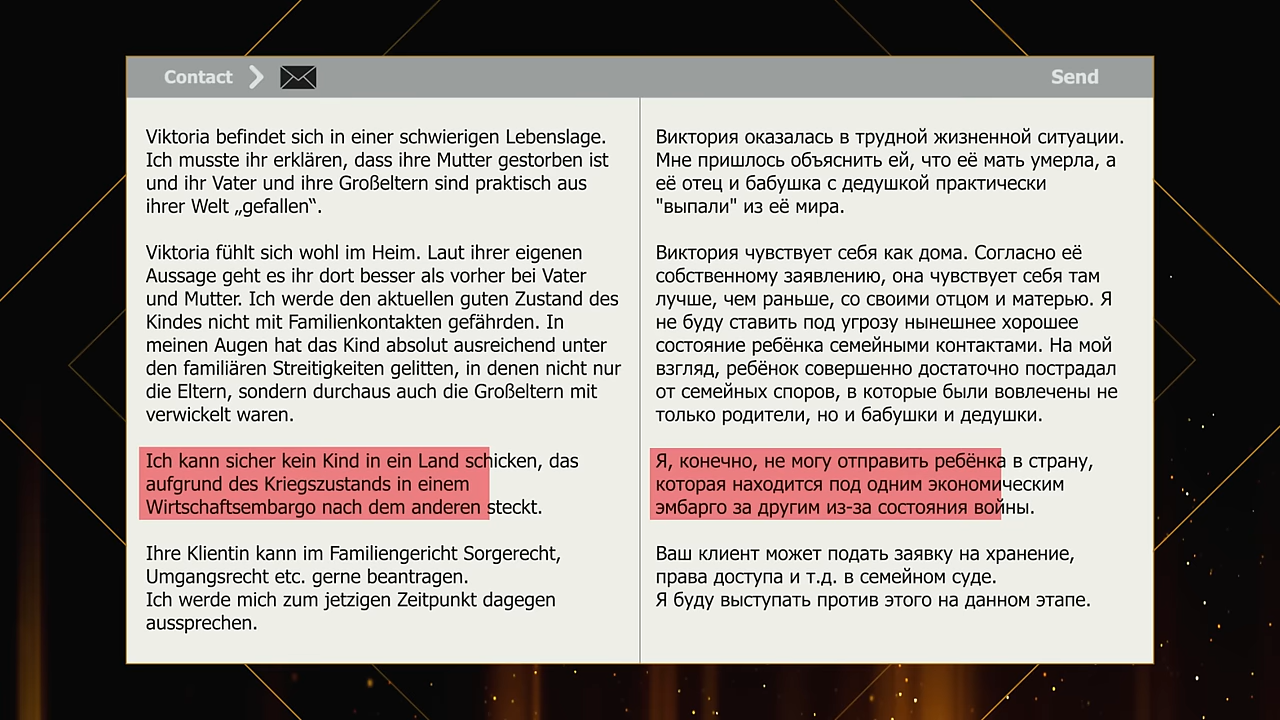 Contact
Send
Viktoria befindet sich in einer schwierigen Lebenslage.
Ich musste ihr erklären, dass ihre Mutter gestorben ist
und ihr Vater und ihre Großeltern sind praktisch aus
ihrer Welt „gefallen“.
Viktoria fühlt sich wohl im Heim. Laut ihrer eigenen
Aussage geht es ihr dort besser als vorher bei Vater
und Mutter. Ich werde den aktuellen guten Zustand des
Kindes nicht mit Familienkontakten gefährden. In
meinen Augen hat das Kind absolut ausreichend unter
den familiären Streitigkeiten gelitten, in denen nicht nur
die Eltern, sondern durchaus auch die Großeltern mit
verwickelt waren.
Ich kann sicher kein Kind in ein Land schicken, das
aufgrund des Kriegszustands in einem
Wirtschaftsembargo nach dem anderen steckt.
Ihre Klientin kann im Familiengericht Sorgerecht,
Umgangsrecht etc. gerne beantragen.
Ich werde mich zum jetzigen Zeitpunkt dagegen
aussprechen.
Виктория оказалась в трудной жизненной ситуации.
Мне пришлось объяснить ей, что её мать умерла, а
её отец и бабушка с дедушкой практически
"выпали" из её мира.
Виктория чувствует себя как дома. Согласно её
собственному заявлению, она чувствует себя там
лучше, чем раньше, со своими отцом и матерью. Я
не буду ставить под угрозу нынешнее хорошее
состояние ребёнка семейными контактами. На мой
взгляд, ребёнок совершенно достаточно пострадал
от семейных споров, в которые были вовлечены не
только родители, но и бабушки и дедушки.
Я, конечно, не могу отправить ребёнка в страну,
которая находится под одним экономическим
эмбарго за другим из-за состояния войны.
Ваш клиент может подать заявку на хранение,
права доступа и т.д. в семейном суде.
Я буду выступать против этого на данном этапе.